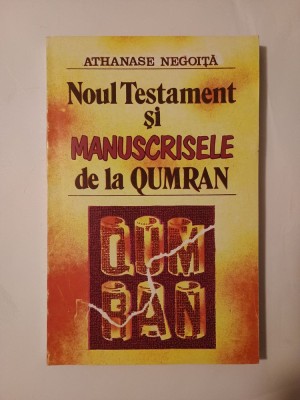 ATHANASE NEGOIȚĂ
Noul Testament
și
MANUSCRISELE
de la QUMRAN
QUM
RAN